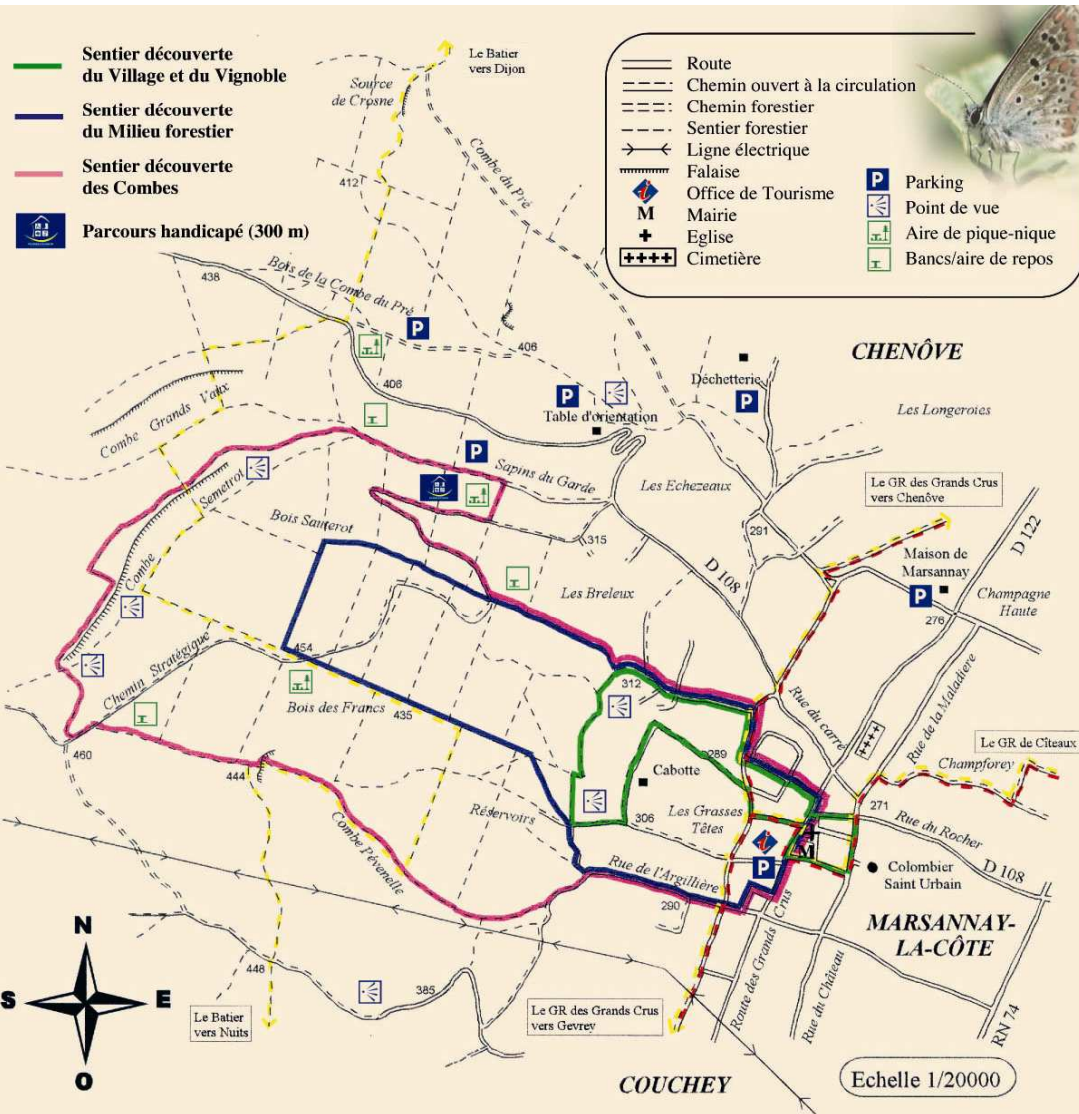 Sentier découverte
du Village et du Vignoble
Sentier découverte
du Milieu forestier
Sentier découverte
des Combes
Parcours handicapé (300 m)
Route
Chemin ouvert à la circulation
Chemin forestier
Sentier forestier
Ligne électrique
Falaise
i
Office de Tourisme
M
Mairie
Eglise
Cimetière
P
Parking
Point de vue
Aire de pique-nique
Bancs/aire de repos
Le Batier
vers Dijon
Source
de Crosne
Combe du Pré
412
438
Bois de la Combe du Pré
P
406
406
CHENÔVE
Déchetterie
P
P
Table d'orientation
Les Longeroies
Combe Grands Vaux
P
Sapins du Garde
Les Echezeaux
Le GR des Grands Crus
vers Chenôve
Combe Semetrol
Bois Sauterot
315
291
D 122
D 108
Maison de
Marsannay
P
Les Breleux
276
Champagne
Haute
Chemin Stratégique
454
Bois des Francs
435
312
Rue du carré
Rue de la Maladiere
460
444
289
Le GR de Cîteaux
Champforey
Cabotte
Réservoirs
306
Les Grasses
Têtes
271
Rue du Rocher
Combe Pévenelle
i
P
M
Rue de l'Argillière
290
Colombier
Saint Urbain
D 108
MARSANNAY-
LA-CÔTE
N
S
E
O
448
385
Le Batier
vers Nuits
Le GR des Grands Crus
vers Gevrey
Route des Grands Crus
Rue du Château
RN 74
COUCHEY
Echelle 1/20000